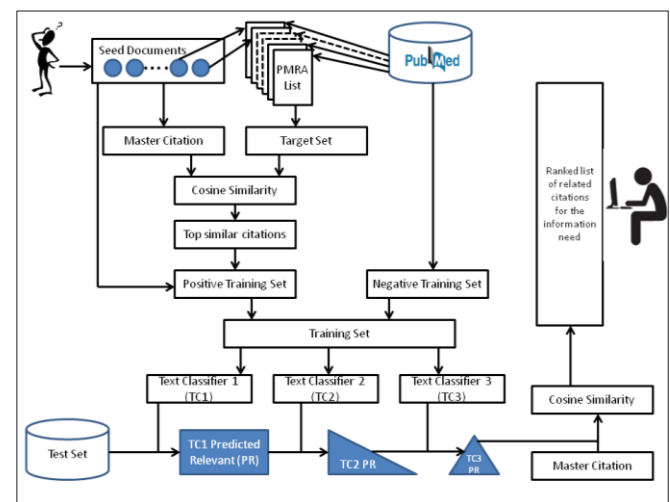 ?
Seed Documents
PMRA
List
PubMed
Master Citation
Target Set
Cosine Similarity
Top similar citations
Positive Training Set
Negative Training Set
Training Set
Text Classifier 1
(TC1)
Text Classifier 2
(TC2)
Text Classifier 3
(TC3)
Test Set
TC1 Predicted
Relevant (PR)
TC2 PR
TC3
PR
Ranked list
of related
citations
for the
information
need
Cosine Similarity
Master Citation